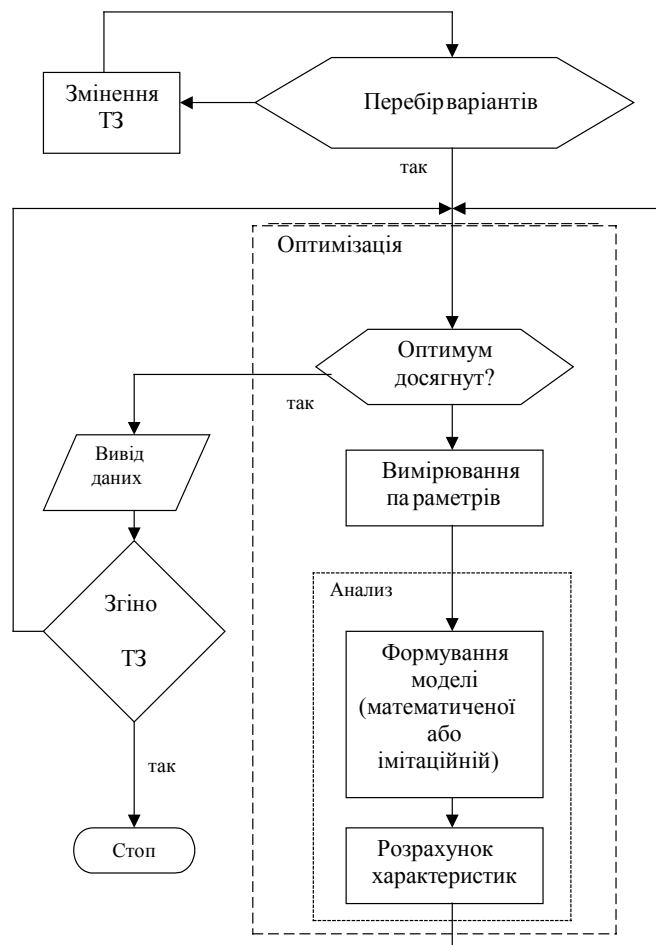 Змінення
ТЗ
Перебір варіантів
так
Оптимізація
Оптимум
досягнут?
так
Вивід
даних
Вимірювання
па раметрів
Анализ
Згіно
ТЗ
Формування
моделі
(математиченої
або
імітаційній)
так
Стоп
Розрахунок
характеристик